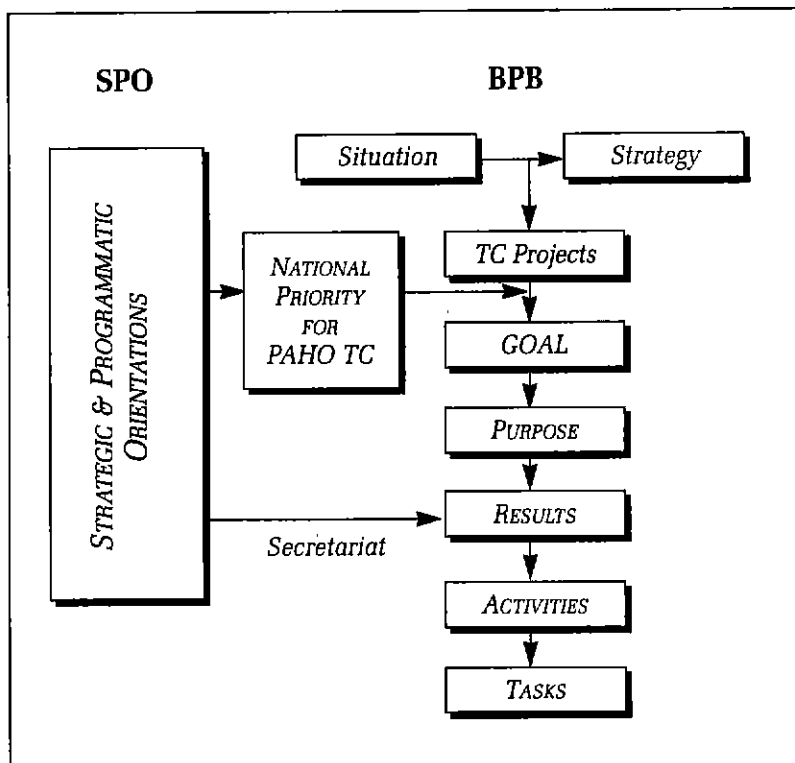 SPO
BPB
STRATEGIC & PROGRAMMATIC
ORIENTATIONS
NATIONAL
PRIORITY
FOR
PAHO TC
Secretariat
Situation
Strategy
TC Projects
GOAL
PURPOSE
RESULTS
ACTIVITIES
TASKS